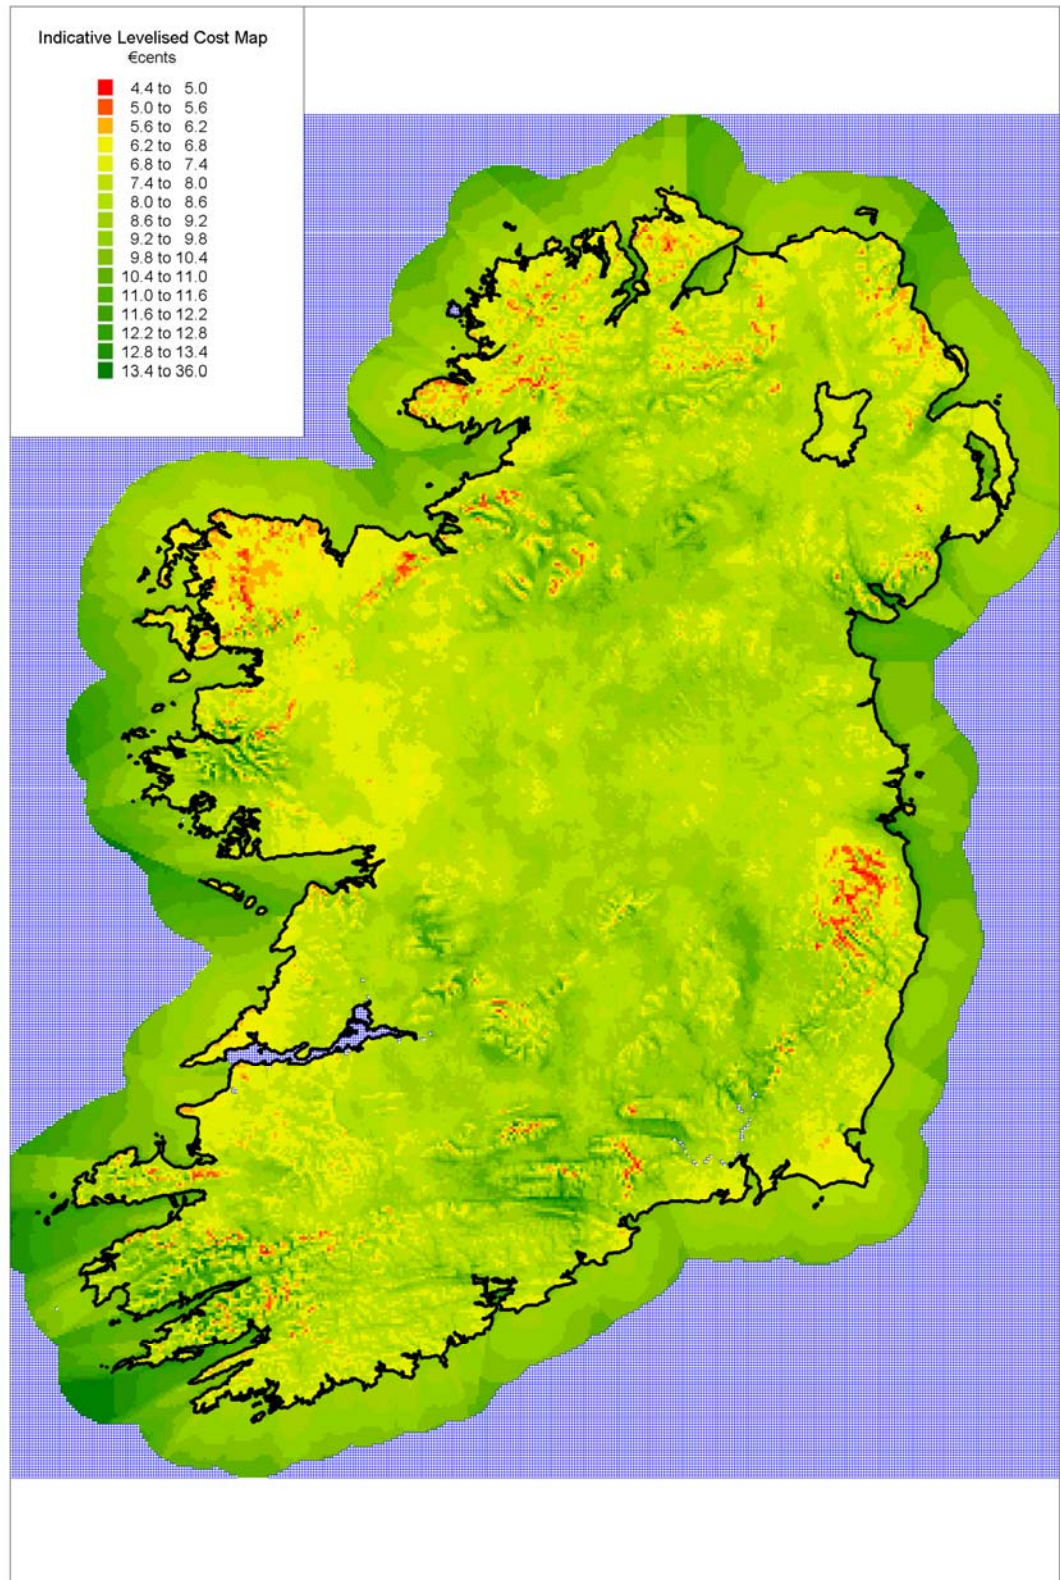 Indicative Levelised Cost Map
€cents
4.4 to 5.0
5.0 to 5.6
5.6 to 6.2
6.2 to 6.8
6.8 to 7.4
7.4 to 8.0
8.0 to 8.6
8.6 to 9.2
9.2 to 9.8
9.8 to 10.4
10.4 to 11.0
11.0 to 11.6
11.6 to 12.2
12.2 to 12.8
12.8 to 13.4
13.4 to 36.0